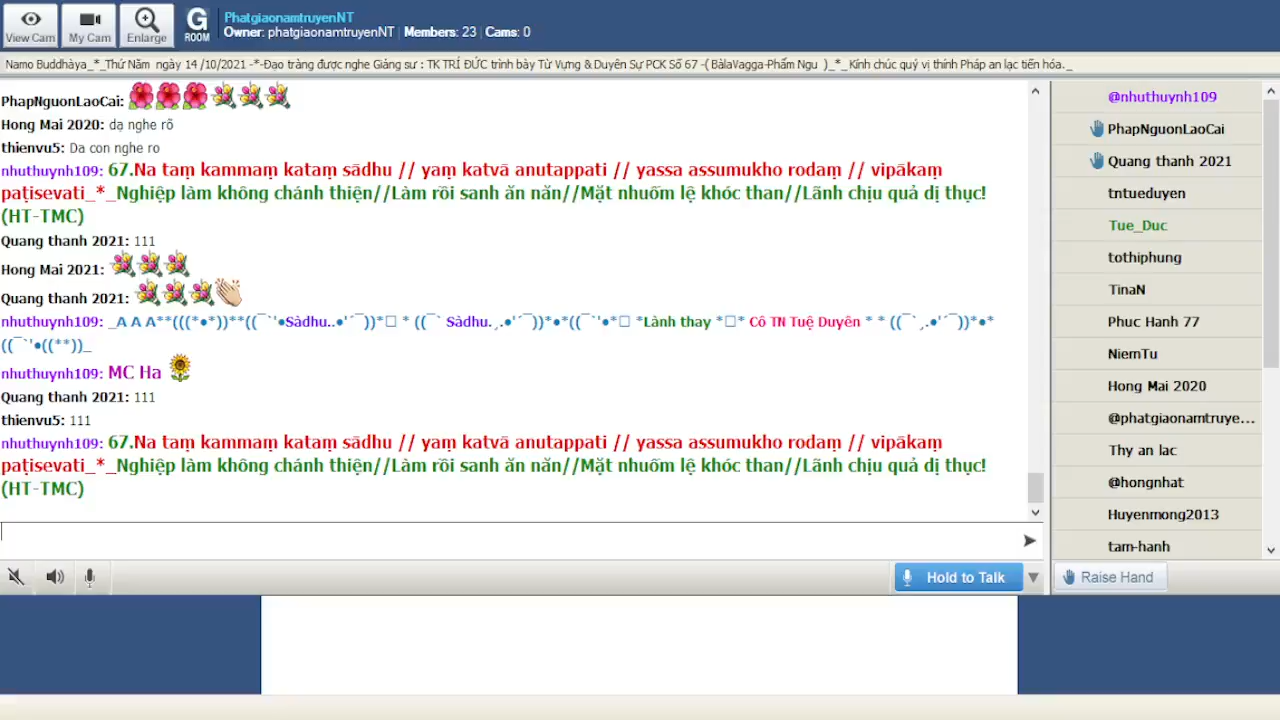 View Cam
My Cam
Enlarge
G
ROOM
PhatgiaonamtruyenNT
Owner: phatgiaonamtruyenNT | Members: 23 | Cams: 0
Namo Buddhàya_*_Thứ Năm ngày 14 /10/2021 -*-Đạo tràng được nghe Giảng sư : TK TRÍ ĐỨC trình bày Từ Vựng & Duyên Sự PCK Số 67 -( BàlaVagga-Phẩm Ngu )_*_Kính chúc quý vị thính Pháp an lạc tiến hóa._
PhapNguonLaoCai:
Hong Mai 2020: dạ nghe rõ
thienvu5: Da con nghe ro
nhuthuynh109: 67.Na taṃ kammaṃ kataṃ sādhu // yaṃ katvā anutappati // yassa assumukho rodaṃ // vipākaṃ
paṭisevati_*_Nghiệp làm không chánh thiện//Làm rồi sanh ăn năn//Mặt nhuốm lệ khóc than//Lãnh chịu quả dị thục!
(HT-TMC)
Quang thanh 2021: 111
Hong Mai 2021:
Quang thanh 2021:
nhuthuynh109: _A A A**(((*•*))**((¯`'•Sàdhu..•'´¯))*□ * ((¯` Sàdhu.¸.•'´¯))*•*((¯`'•*□ *Lành thay *□* Cô TN Tuệ Duyên * * ((¯`¸.•'´¯))*•*
((¯`'•((**))_
nhuthuynh109: MC Ha
Quang thanh 2021: 111
thienvu5: 111
nhuthuynh109: 67.Na taṃ kammaṃ kataṃ sādhu // yaṃ katvā anutappati // yassa assumukho rodaṃ // vipākaṃ
paṭisevati_*_Nghiệp làm không chánh thiện//Làm rồi sanh ăn năn//Mặt nhuốm lệ khóc than//Lãnh chịu quả dị thục!
(HT-TMC)
Hold to Talk
@nhuthuynh109
PhapNguonLaoCai
Quang thanh 2021
tntueduyen
Tue_Duc
tothiphung
TinaN
Phuc Hanh 77
NiemTu
Hong Mai 2020
@phatgiaonamtruye...
Thy an lac
@hongnhat
Huyenmong2013
tam-hanh
Raise Hand